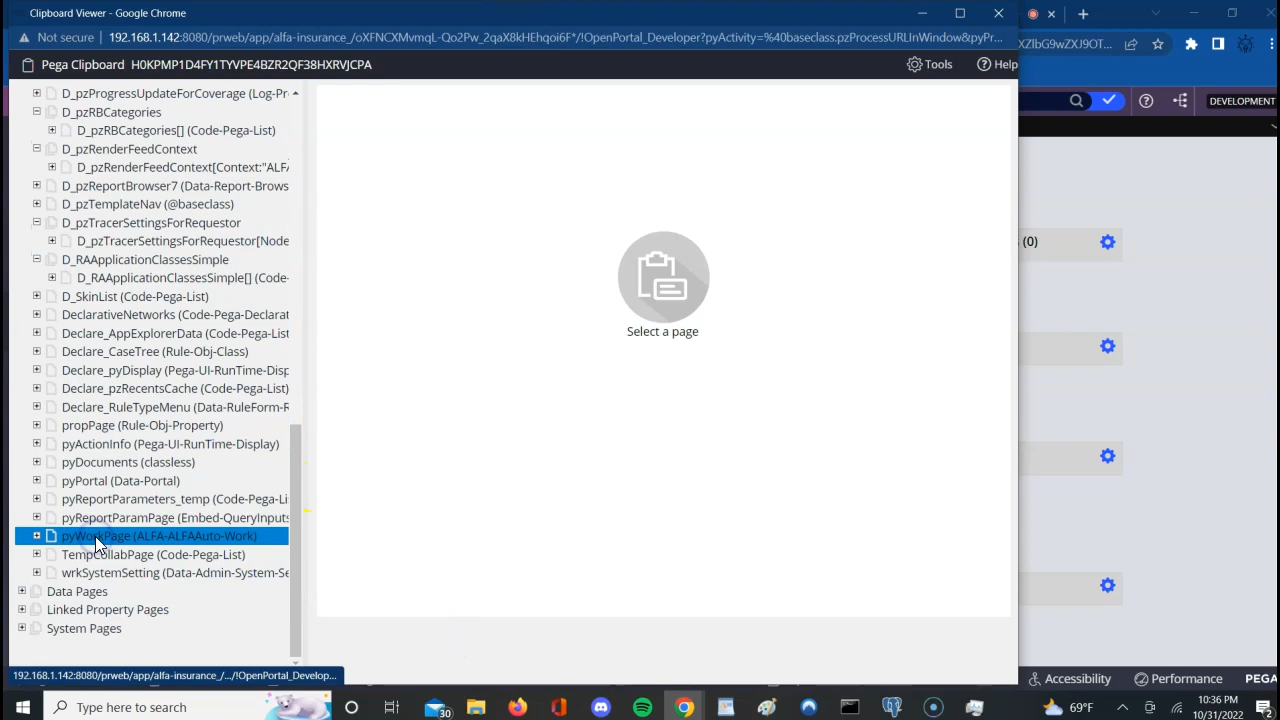 Clipboard Viewer - Google Chrome
Not secure | 192.168.1.142:8080/prweb/app/alfa-insurance_/oXFNCXMvmqL-Qo2Pw_2qaX8kHEhqoi6F*/!OpenPortal_Developer?pyActivity=%40baseclass.pzProcessURLInWindow&pyPr...
XZlbG9wZXJ9OT...
Pega Clipboard H0KPMP1D4FY1TYVPE4BZR2QF38HXRVJCPA
Tools
Help
DEVELOPMENT
D_pzProgressUpdateForCoverage (Log-Pr
D_pzRBCategories
D_pzRBCategories[] (Code-Pega-List)
D_pzRenderFeedContext
D_pzRenderFeedContext[Context:"ALFA
D_pzReportBrowser7 (Data-Report-Brows
D_pzTemplateNav (@baseclass)
D_pzTracerSettingsForRequestor
D_pzTracerSettingsForRequestor[Node
D_RAApplicationClassesSimple
D_RAApplicationClassesSimple[] (Code-
D_SkinList (Code-Pega-List)
DeclarativeNetworks (Code-Pega-Declarat
Declare_AppExplorerData (Code-Pega-List
Declare_CaseTree (Rule-Obj-Class)
Declare_pyDisplay (Pega-UI-RunTime-Disp
Declare_pzRecentsCache (Code-Pega-List)
Declare_RuleTypeMenu (Data-RuleForm-R
propPage (Rule-Obj-Property)
pyActionInfo (Pega-UI-RunTime-Display)
pyDocuments (classless)
pyPortal (Data-Portal)
pyReportParameters_temp (Code-Pega-Li
pyReportParamPage (Embed-QueryInputs
pyWorkPage (ALFA-ALFAAuto-Work)
TempCollabPage (Code-Pega-List)
wrkSystemSetting (Data-Admin-System-Se
Data Pages
Linked Property Pages
System Pages
Select a page
(0)
192.168.1.142:8080/prweb/app/alfa-insurance_/.../!OpenPortal_Develop...
Accessibility
Performance
PEGA
Type here to search
30
69°F
10:36 PM
10/31/2022
2